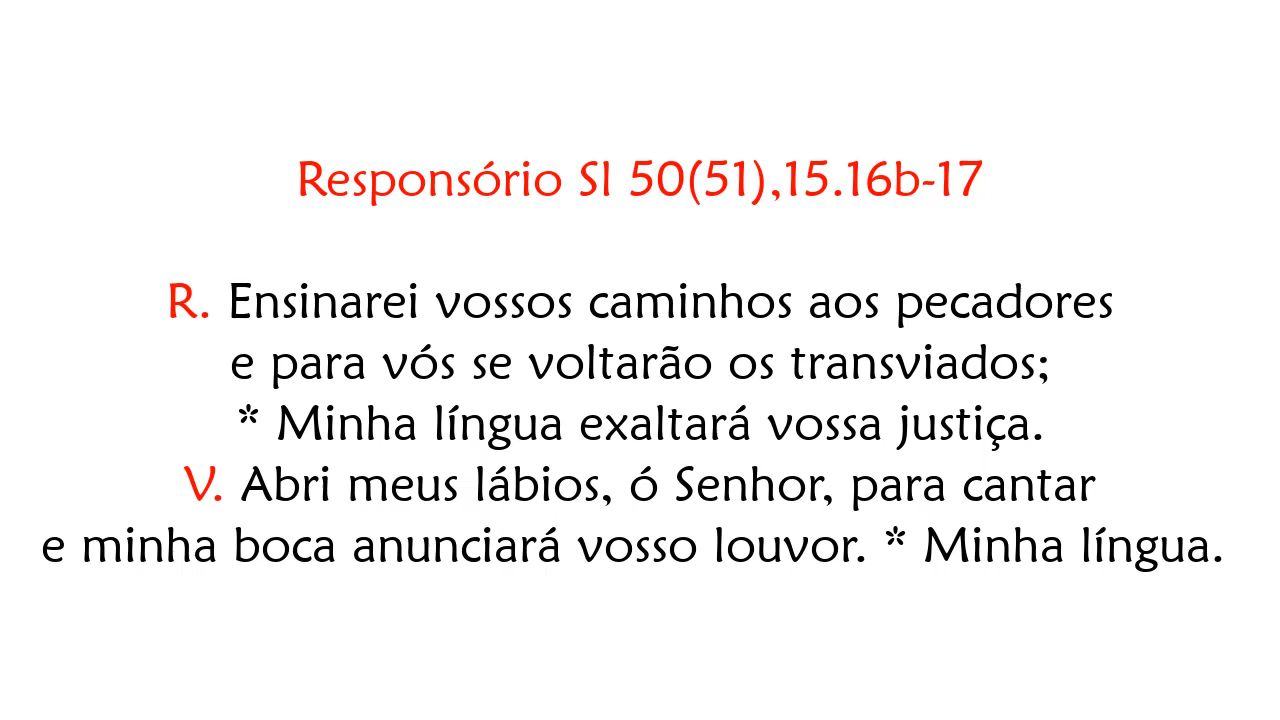 Responsório Sl 50(51),15.16b-17
R. Ensinarei vossos caminhos aos pecadores
e para vós se voltarão os transviados;
* Minha língua exaltará vossa justiça.
V. Abri meus lábios, ó Senhor, para cantar
e minha boca anunciará vosso louvor. * Minha língua.